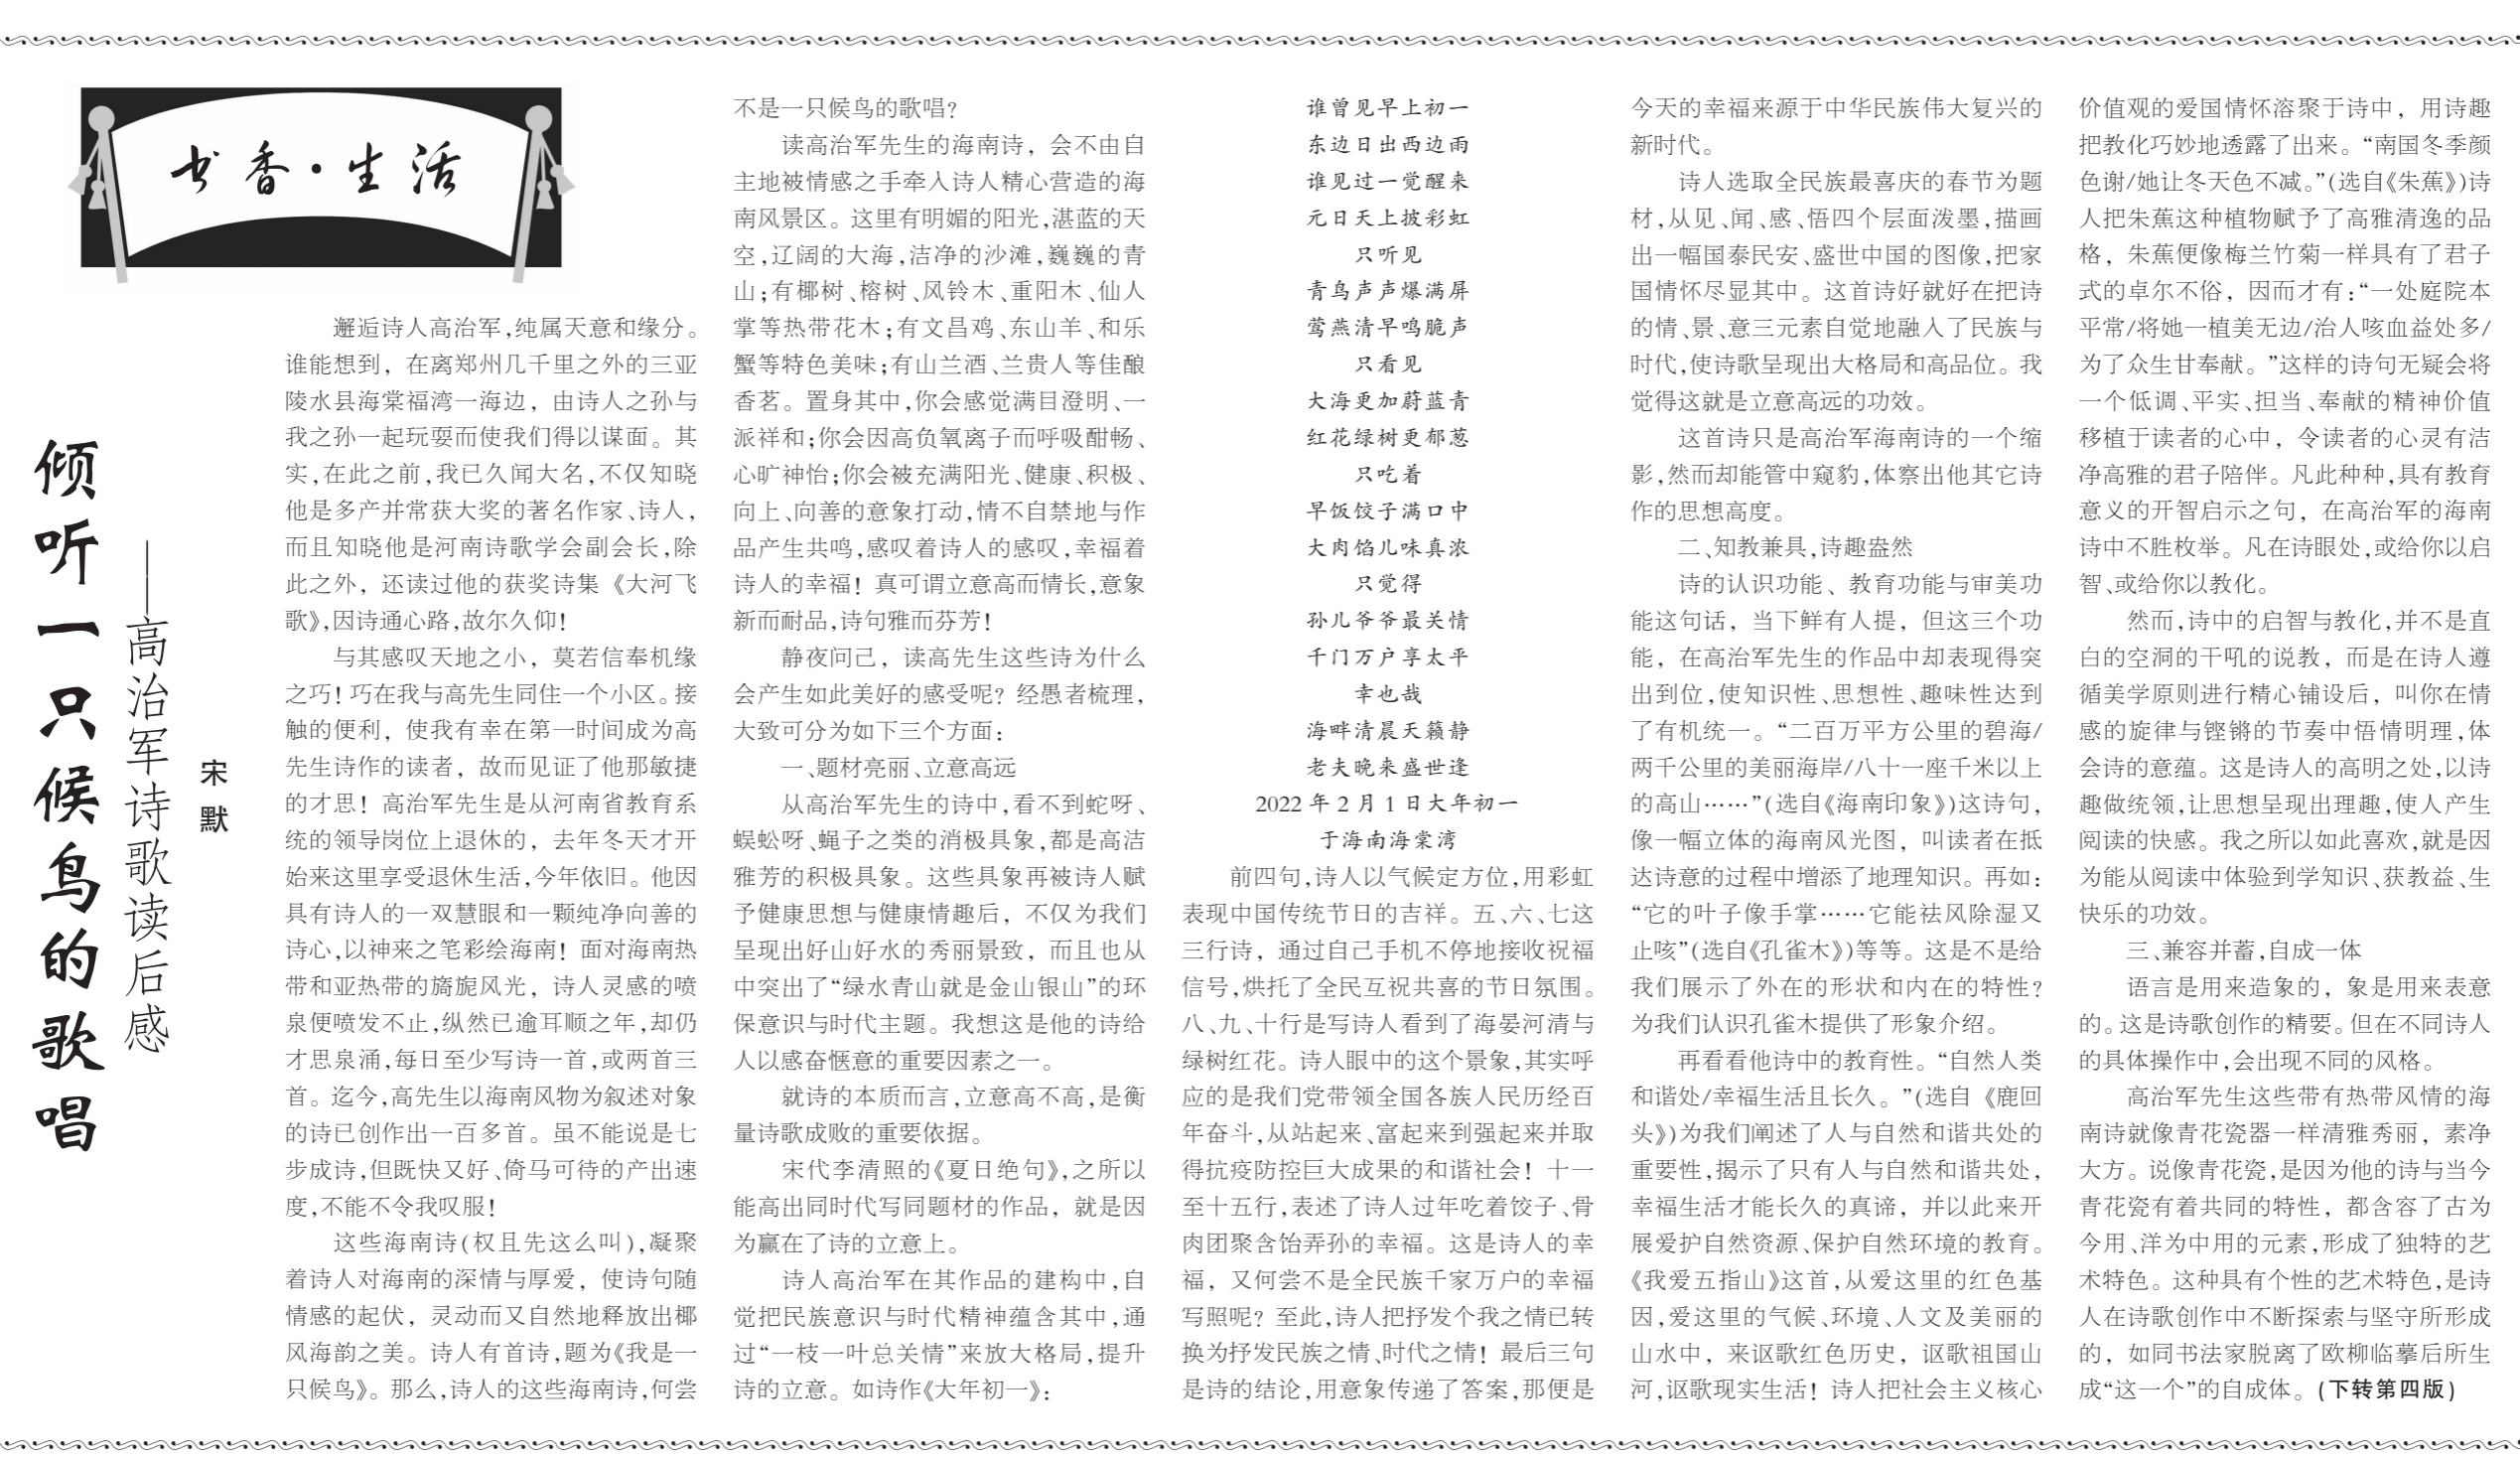 书香·生活
倾听一只候鸟的歌唱
——高治军诗歌读后感
宋默
邂逅诗人高治军,纯属天意和缘分。
谁能想到，在离郑州几千里之外的三亚
陵水县海棠福湾一海边，由诗人之孙与
我之孙一起玩耍而使我们得以谋面。其
实,在此之前,我已久闻大名,不仅知晓
他是多产并常获大奖的著名作家、诗人,
而且知晓他是河南诗歌学会副会长,除
此之外，还读过他的获奖诗集《大河飞
歌》,因诗通心路,故尔久仰!
与其感叹天地之小，莫若信奉机缘
之巧!巧在我与高先生同住一个小区。接
触的便利，使我有幸在第一时间成为高
先生诗作的读者，故而见证了他那敏捷
的才思！高治军先生是从河南省教育系
统的领导岗位上退休的，去年冬天才开
始来这里享受退休生活,今年依旧。他因
具有诗人的一双慧眼和一颗纯净向善的
诗心,以神来之笔彩绘海南！面对海南热
带和亚热带的旖旎风光，诗人灵感的喷
泉便喷发不止,纵然已逾耳顺之年,却仍
才思泉涌,每日至少写诗一首,或两首三
首。迄今,高先生以海南风物为叙述对象
的诗已创作出一百多首。虽不能说是七
步成诗,但既快又好、倚马可待的产出速
度,不能不令我叹服!
这些海南诗(权且先这么叫),凝聚
着诗人对海南的深情与厚爱，使诗句随
情感的起伏，灵动而又自然地释放出椰
风海韵之美。诗人有首诗,题为《我是一
只候鸟》。那么,诗人的这些海南诗,何尝
不是一只候鸟的歌唱?
读高治军先生的海南诗，会不由自
主地被情感之手牵入诗人精心营造的海
南风景区。这里有明媚的阳光,湛蓝的天
空,辽阔的大海,洁净的沙滩,巍巍的青
山;有椰树、榕树、风铃木、重阳木、仙人
掌等热带花木;有文昌鸡、东山羊、和乐
蟹等特色美味;有山兰酒、兰贵人等佳酿
香茗。置身其中,你会感觉满目澄明、一
派祥和;你会因高负氧离子而呼吸酣畅、
心旷神怡;你会被充满阳光、健康、积极、
向上、向善的意象打动,情不自禁地与作
品产生共鸣,感叹着诗人的感叹,幸福着
诗人的幸福！真可谓立意高而情长,意象
新而耐品,诗句雅而芬芳!
静夜问己，读高先生这些诗为什么
会产生如此美好的感受呢？经愚者梳理,
大致可分为如下三个方面:
一、题材亮丽、立意高远
从高治军先生的诗中,看不到蛇呀、
蜈蚣呀、蝇子之类的消极具象,都是高洁
雅芳的积极具象。这些具象再被诗人赋
予健康思想与健康情趣后，不仅为我们
呈现出好山好水的秀丽景致，而且也从
中突出了“绿水青山就是金山银山”的环
保意识与时代主题。我想这是他的诗给
人以感奋惬意的重要因素之一。
就诗的本质而言,立意高不高,是衡
量诗歌成败的重要依据。
宋代李清照的《夏日绝句》,之所以
能高出同时代写同题材的作品，就是因
为赢在了诗的立意上。
诗人高治军在其作品的建构中,自
觉把民族意识与时代精神蕴含其中,通
过“一枝一叶总关情”来放大格局,提升
诗的立意。如诗作《大年初一》:
谁曾见早上初一
东边日出西边雨
谁见过一觉醒来
元日天上披彩虹
只听见
青鸟声声爆满屏
莺燕清早鸣脆声
只看见
大海更加蔚蓝青
红花绿树更郁葱
只吃着
早饭饺子满口中
大肉馅儿味真浓
只觉得
孙儿爷爷最关情
千门万户享太平
幸也哉
海畔清晨天籁静
老夫晚来盛世逢
2022年2月1日大年初一
于海南海棠湾
前四句,诗人以气候定方位,用彩虹
表现中国传统节日的吉祥。五、六、七这
三行诗，通过自己手机不停地接收祝福
信号,烘托了全民互祝共喜的节日氛围。
八、九、十行是写诗人看到了海晏河清与
绿树红花。诗人眼中的这个景象,其实呼
应的是我们党带领全国各族人民历经百
年奋斗,从站起来、富起来到强起来并取
得抗疫防控巨大成果的和谐社会！十一
至十五行,表述了诗人过年吃着饺子、骨
肉团聚含饴弄孙的幸福。这是诗人的幸
福，又何尝不是全民族千家万户的幸福
写照呢？至此,诗人把抒发个我之情已转
换为抒发民族之情、时代之情！最后三句
是诗的结论,用意象传递了答案,那便是
今天的幸福来源于中华民族伟大复兴的
新时代。
诗人选取全民族最喜庆的春节为题
材,从见、闻、感、悟四个层面泼墨,描画
出一幅国泰民安、盛世中国的图像,把家
国情怀尽显其中。这首诗好就好在把诗
的情、景、意三元素自觉地融入了民族与
时代,使诗歌呈现出大格局和高品位。我
觉得这就是立意高远的功效。
这首诗只是高治军海南诗的一个缩
影,然而却能管中窥豹,体察出他其它诗
作的思想高度。
二、知教兼具,诗趣盎然
诗的认识功能、教育功能与审美功
能这句话，当下鲜有人提，但这三个功
能，在高治军先生的作品中却表现得突
出到位,使知识性、思想性、趣味性达到
了有机统一。“二百万平方公里的碧海/
两千公里的美丽海岸/八十一座千米以上
的高山……”(选自《海南印象》)这诗句,
像一幅立体的海南风光图，叫读者在抵
达诗意的过程中增添了地理知识。再如:
“它的叶子像手掌……它能祛风除湿又
止咳”(选自《孔雀木》)等等。这是不是给
我们展示了外在的形状和内在的特性?
为我们认识孔雀木提供了形象介绍。
再看看他诗中的教育性。“自然人类
和谐处/幸福生活且长久。”(选自《鹿回
头》)为我们阐述了人与自然和谐共处的
重要性,揭示了只有人与自然和谐共处,
幸福生活才能长久的真谛，并以此来开
展爱护自然资源、保护自然环境的教育。
《我爱五指山》这首,从爱这里的红色基
因,爱这里的气候、环境、人文及美丽的
山水中，来讴歌红色历史，讴歌祖国山
河,讴歌现实生活！诗人把社会主义核心
价值观的爱国情怀溶聚于诗中，用诗趣
把教化巧妙地透露了出来。“南国冬季颜
色谢/她让冬天色不减。”(选自《朱蕉》)诗
人把朱蕉这种植物赋予了高雅清逸的品
格，朱蕉便像梅兰竹菊一样具有了君子
式的卓尔不俗，因而才有:“一处庭院本
平常/将她一植美无边/治人咳血益处多/
为了众生甘奉献。”这样的诗句无疑会将
一个低调、平实、担当、奉献的精神价值
移植于读者的心中，令读者的心灵有洁
净高雅的君子陪伴。凡此种种,具有教育
意义的开智启示之句，在高治军的海南
诗中不胜枚举。凡在诗眼处,或给你以启
智、或给你以教化。
然而,诗中的启智与教化,并不是直
白的空洞的干吼的说教，而是在诗人遵
循美学原则进行精心铺设后，叫你在情
感的旋律与铿锵的节奏中悟情明理,体
会诗的意蕴。这是诗人的高明之处,以诗
趣做统领,让思想呈现出理趣,使人产生
阅读的快感。我之所以如此喜欢,就是因
为能从阅读中体验到学知识、获教益、生
快乐的功效。
三、兼容并蓄,自成一体
语言是用来造象的，象是用来表意
的。这是诗歌创作的精要。但在不同诗人
的具体操作中,会出现不同的风格。
高治军先生这些带有热带风情的海
南诗就像青花瓷器一样清雅秀丽，素净
大方。说像青花瓷,是因为他的诗与当今
青花瓷有着共同的特性，都含容了古为
今用、洋为中用的元素,形成了独特的艺
术特色。这种具有个性的艺术特色,是诗
人在诗歌创作中不断探索与坚守所形成
的，如同书法家脱离了欧柳临摹后所生
成“这一个”的自成体。(下转第四版)